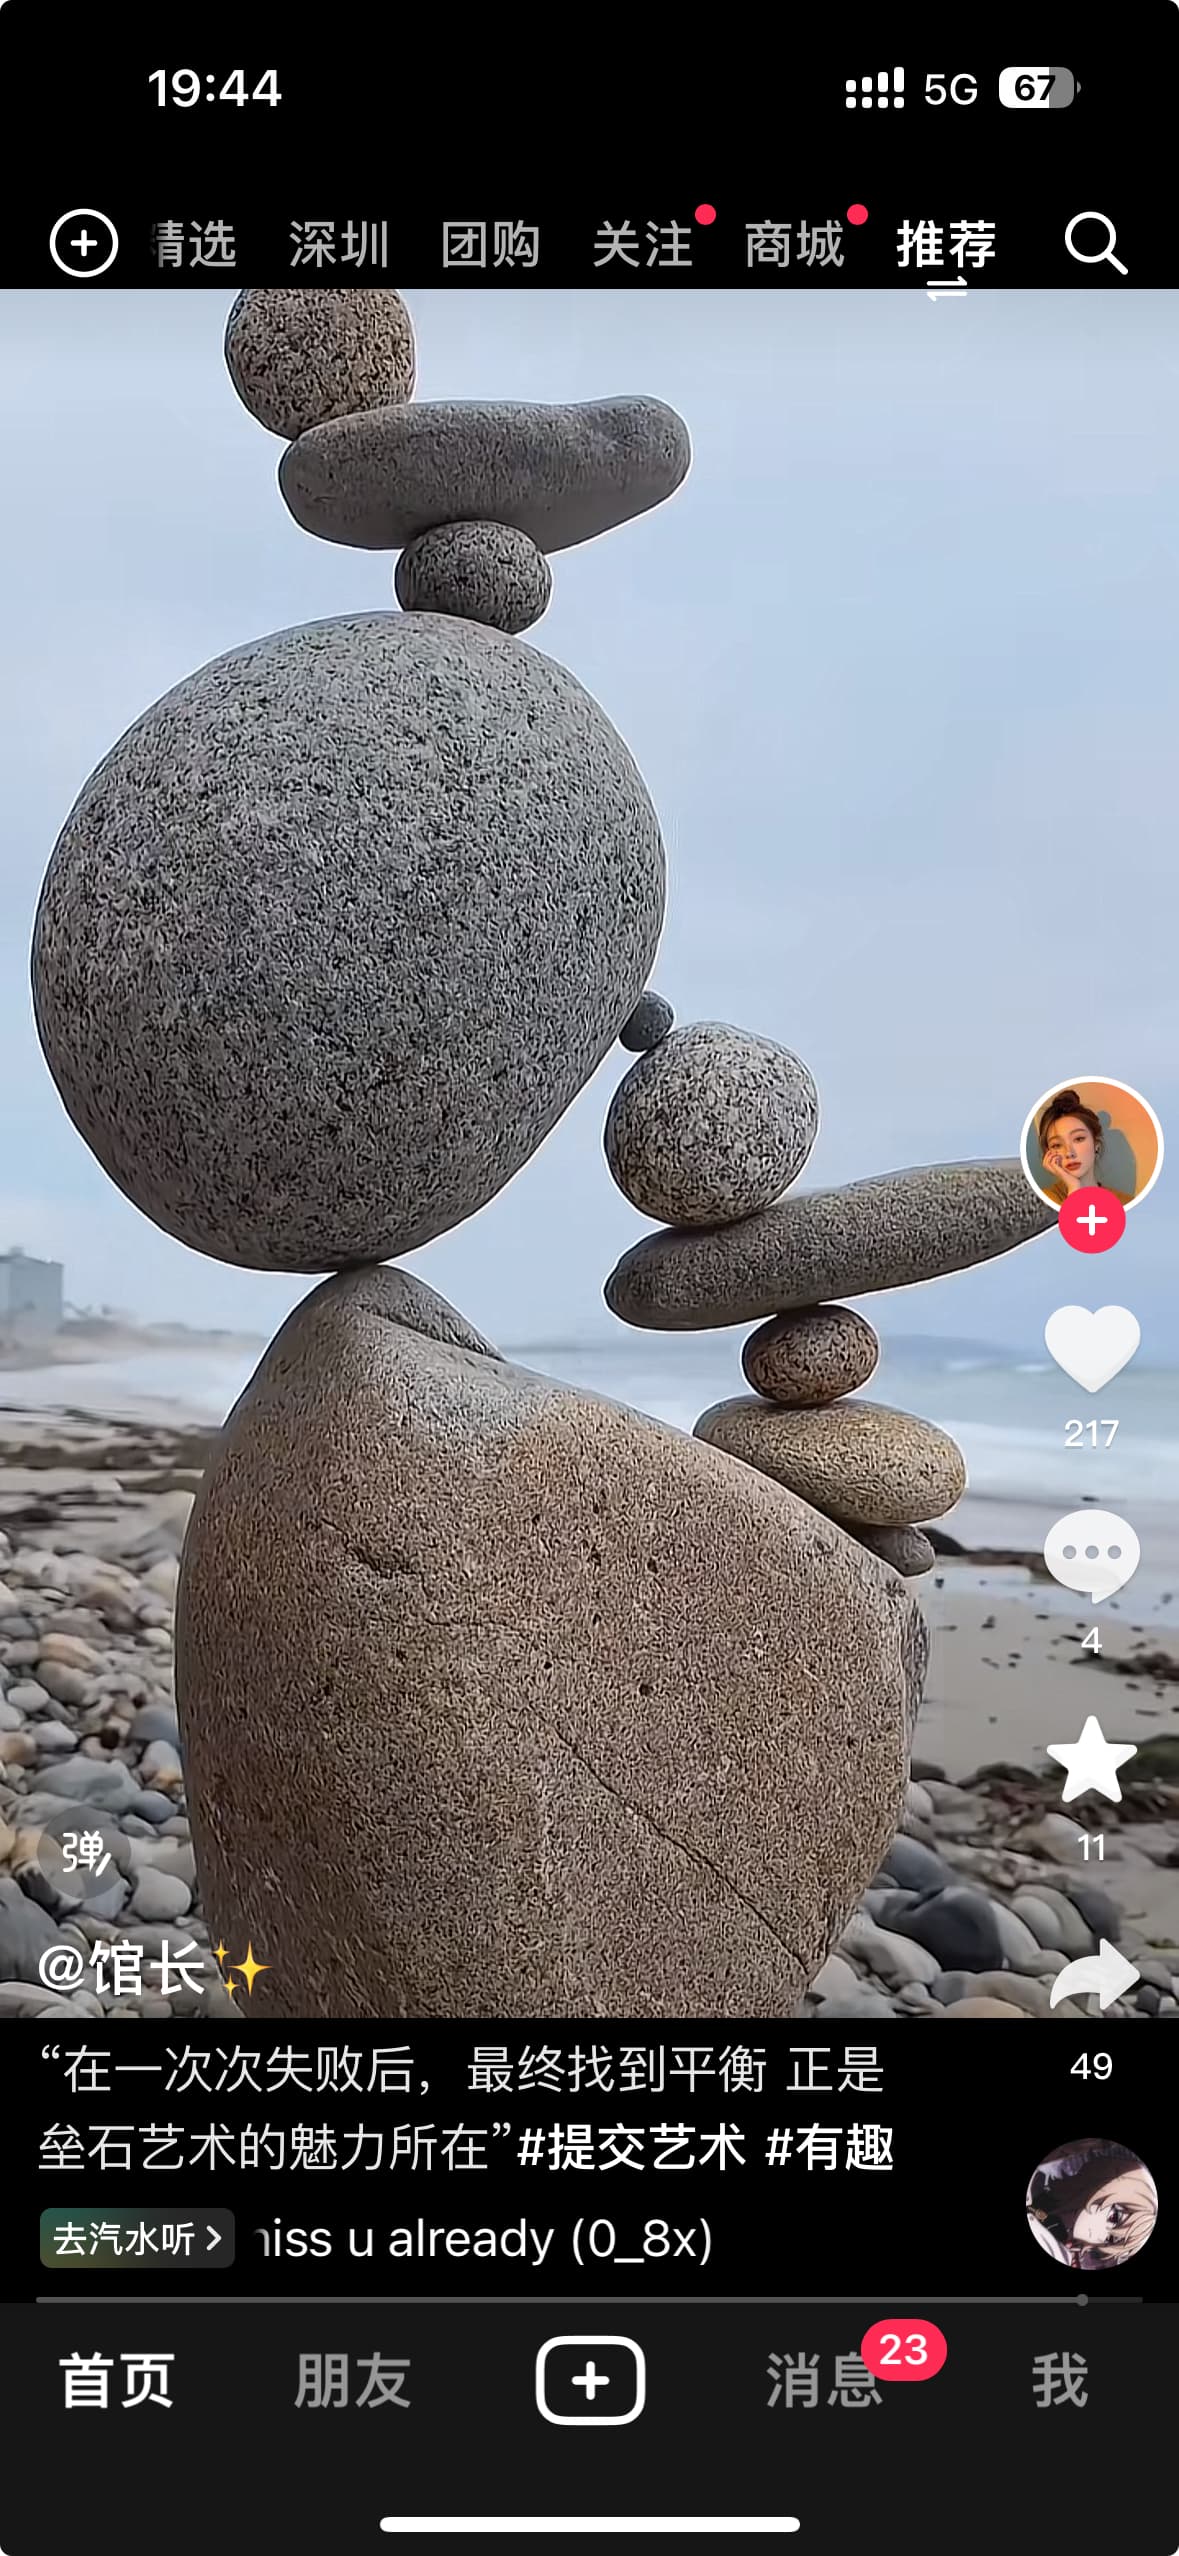 19:44 5G 67
精选 深圳 团购 关注 商城 推荐
217
4
11
弹
@馆长✨
“在一次次失败后，最终找到平衡 正是
垒石艺术的魅力所在”#提交艺术 #有趣
49
去汽水听 > iss u already (0_8x)
首页 朋友 消息 23 我